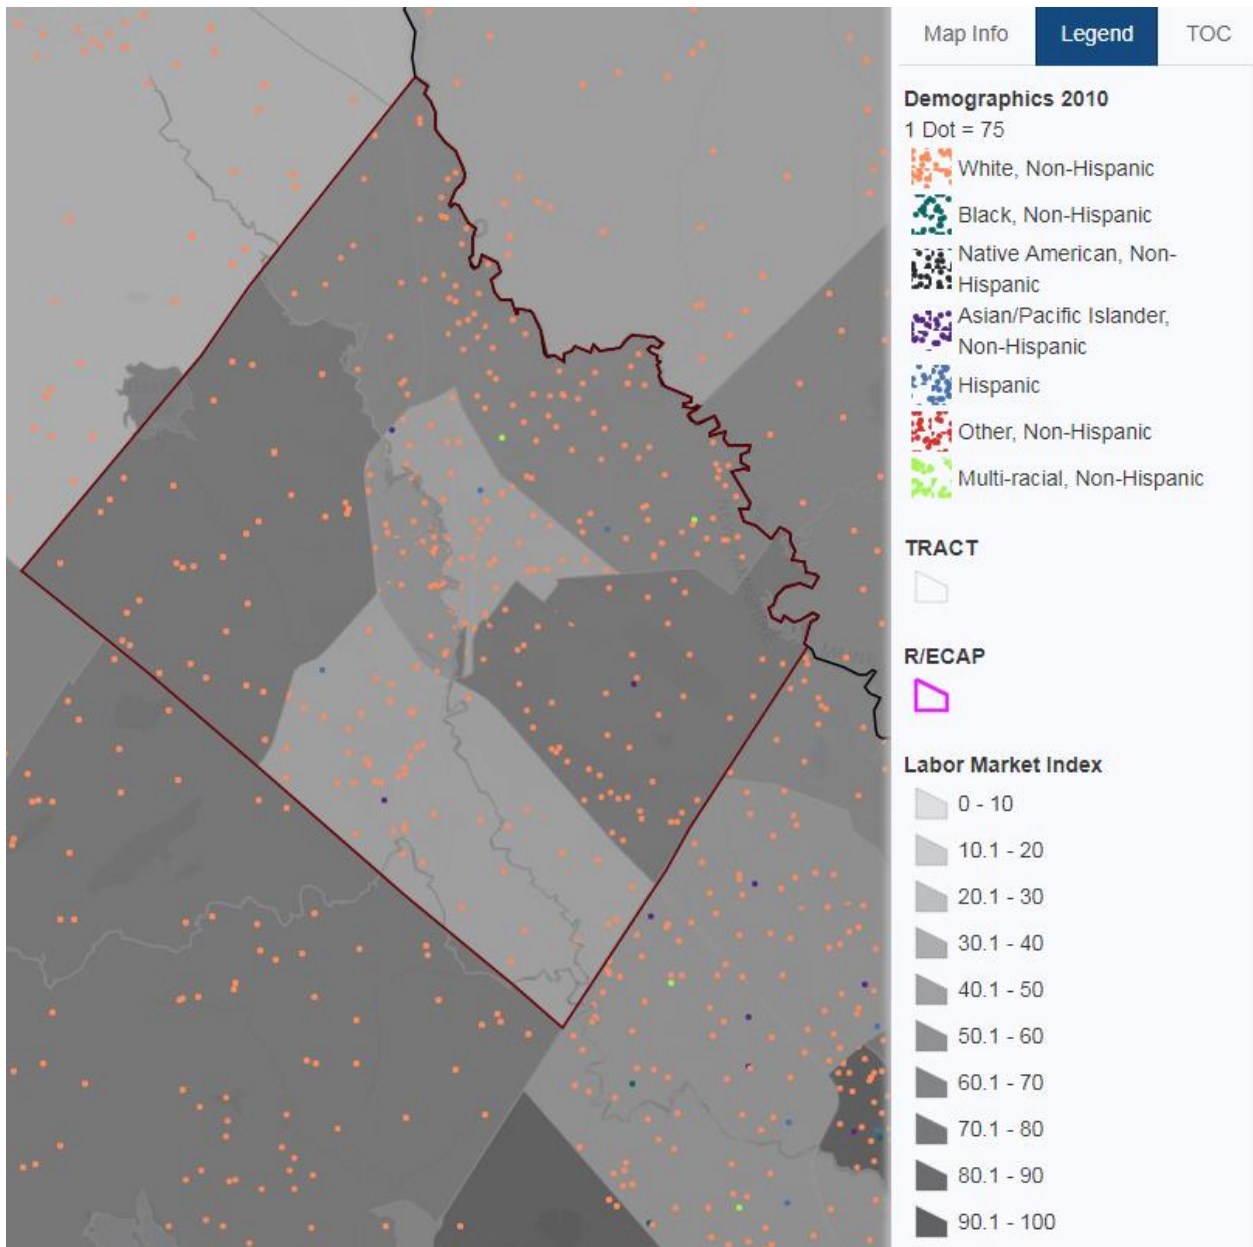 Map Info Legend TOC
Demographics 2010
1 Dot = 75
White, Non-Hispanic
Black, Non-Hispanic
Native American, Non-
Hispanic
Asian/Pacific Islander,
Non-Hispanic
Hispanic
Other, Non-Hispanic
Multi-racial, Non-Hispanic
TRACT
R/ECAP
Labor Market Index
0 - 10
10.1 - 20
20.1 - 30
30.1 - 40
40.1 - 50
50.1 - 60
60.1 - 70
70.1 - 80
80.1 - 90
90.1 - 100